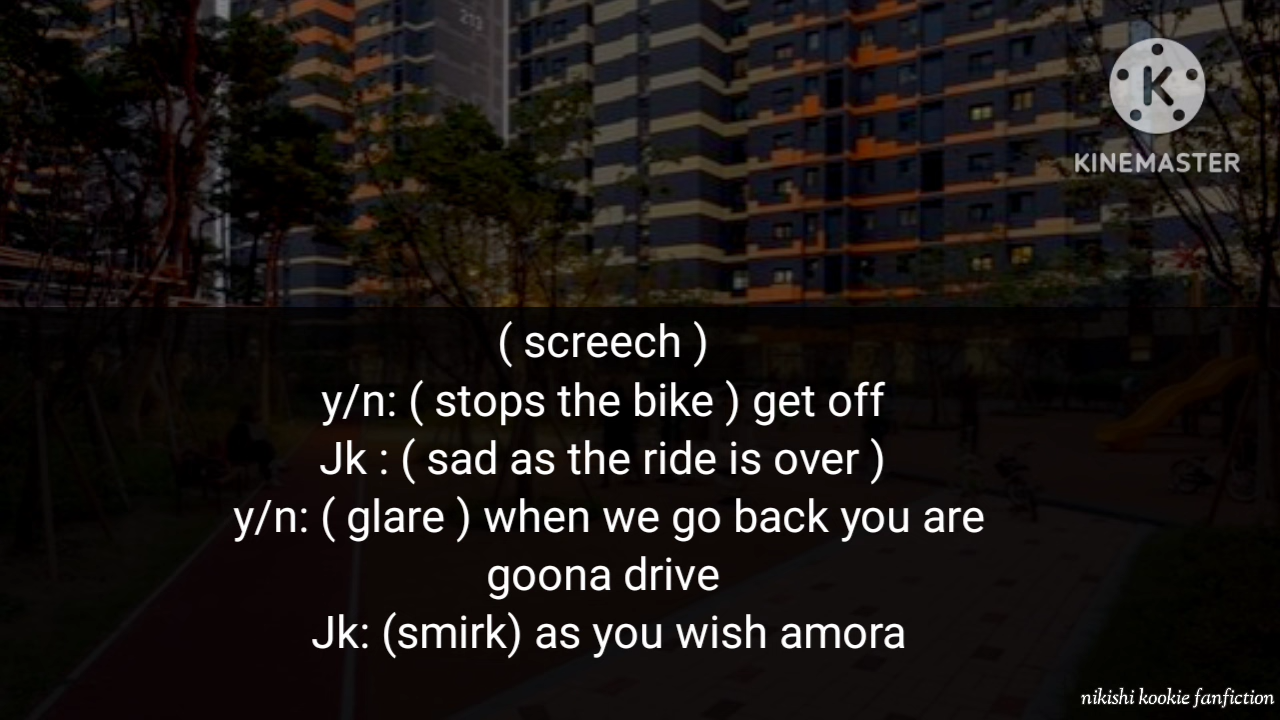 213
KINEMASTER
( screech )
y/n: ( stops the bike ) get off
Jk : ( sad as the ride is over )
y/n: ( glare ) when we go back you are
goona drive
Jk: (smirk) as you wish amora
nikishi kookie fanfiction